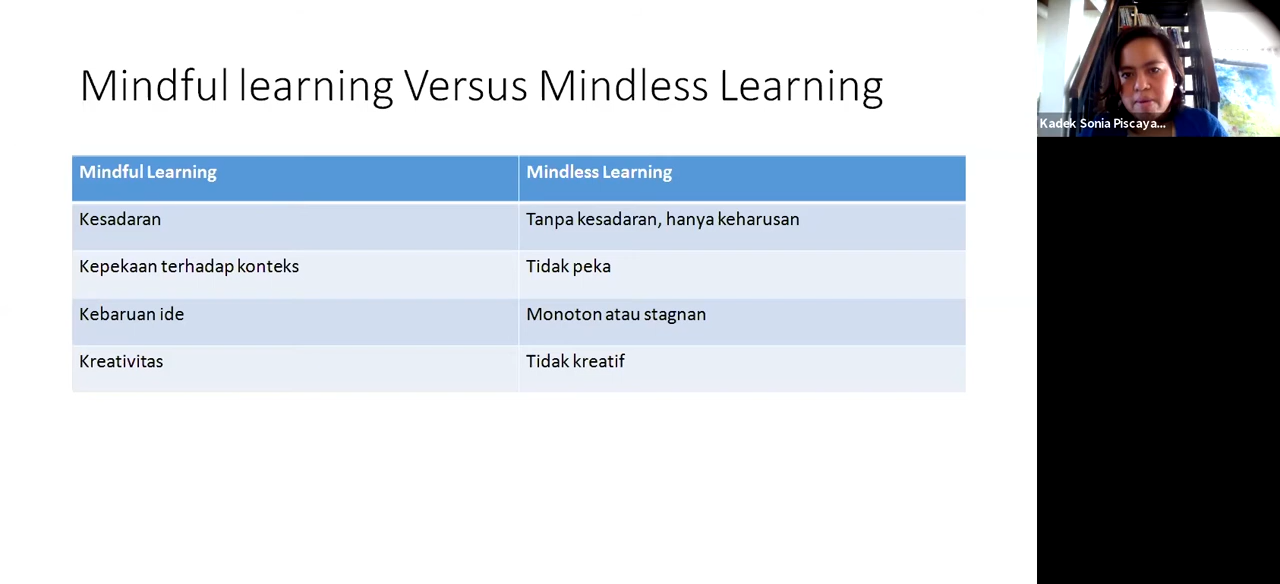 Mindful learning Versus Mindless Learning
Mindful Learning Mindless Learning
Kesadaran Tanpa kesadaran, hanya keharusan
Kepekaan terhadap konteks Tidak peka
Kebaruan ide Monoton atau stagnan
Kreativitas Tidak kreatif
Kadek Sonia Piscaya...